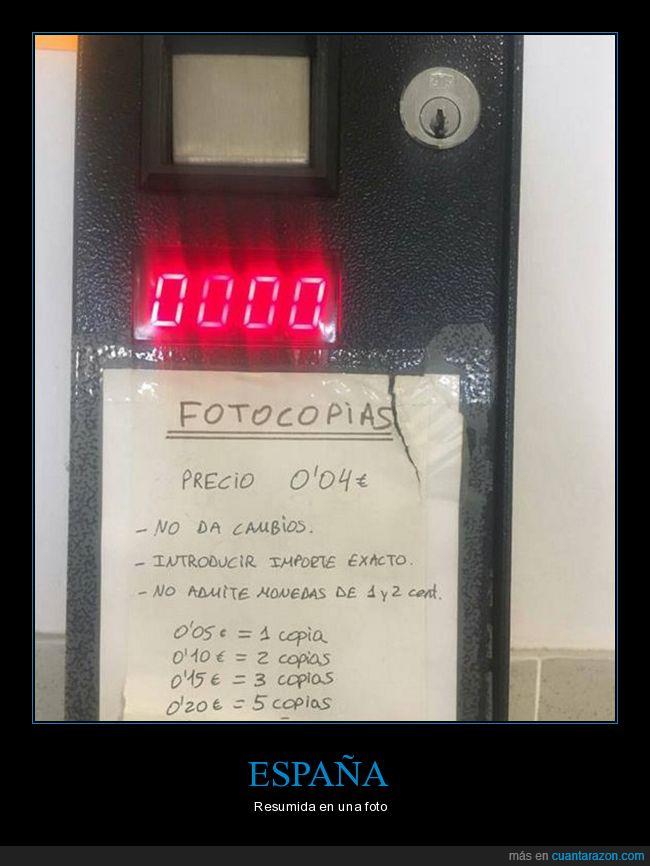 0000
FOTOCOPIAS
PRECIO 0'04€
- NO DA CAMBIOS.
- INTRODUCIR IMPORTE EXACTO.
- NO ADMITE MONEDAS DE 1 y 2 cent.
0'05€ = 1 copia
0'10€ = 2 copias
0'15€ = 3 copias
0'20€ = 5 copias
ESPAÑA
Resumida en una foto
más en cuantarazon.com